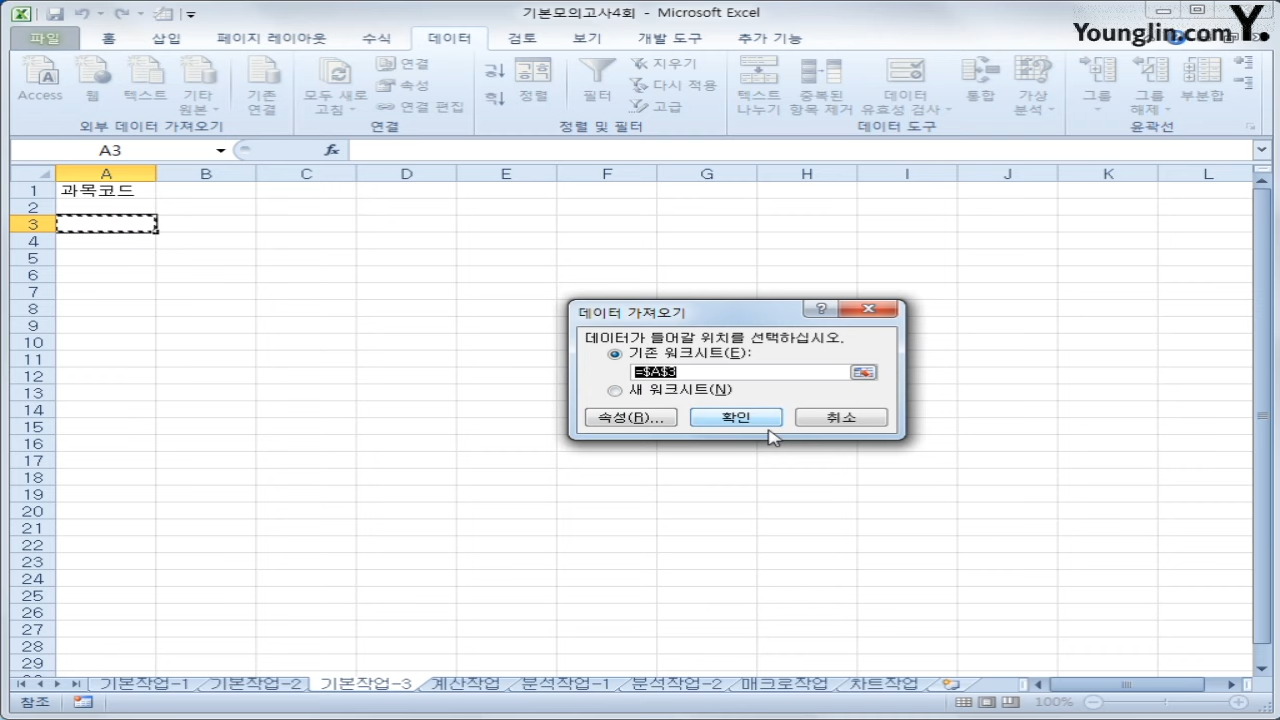 기본모의고사4회 - Microsoft Excel
Younglin.com Y.
파일 홈 삽입 페이지 레이아웃 수식 데이터 검토 보기 개발 도구 추가 기능
Access 웹 텍스트 기타 원본 기존 연결 모두 새로 고침 연결 속성 연결 편집 정렬 필터 지우기 다시 적용 고급 텍스트 나누기 중복된 항목 제거 데이터 유효성 검사 통합 가상 분석 그룹 그룹 해제 부분합
외부 데이터 가져오기 연결 정렬 및 필터 데이터 도구 윤곽선
A3 fx
A B C D E F G H I J K L
1 과목코드
2
3
4
5
6
7
8
9
10
11
12
13
14
15
16
17
18
19
20
21
22
23
24
25
26
27
28
29
데이터 가져오기
데이터가 들어갈 위치를 선택하십시오.
기존 워크시트(E):
=$A$3
새 워크시트(N)
속성(R)... 확인 취소
기본작업-1 기본작업-2 기본작업-3 계산작업 분석작업-1 분석작업-2 매크로작업 차트작업
참조 100%